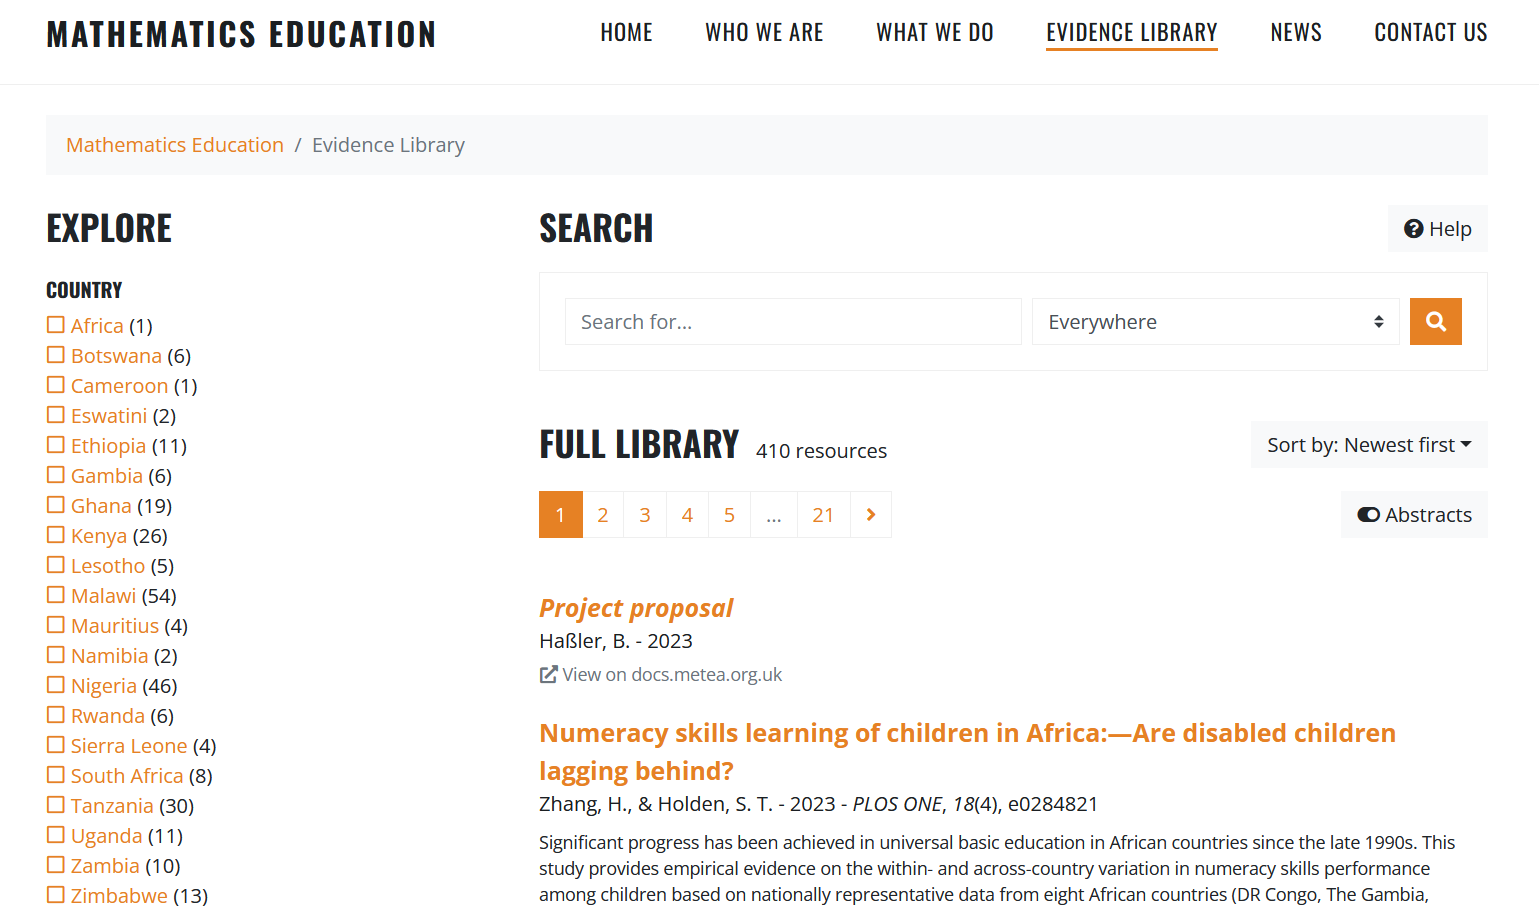 MATHEMATICS EDUCATION
HOME
WHO WE ARE
WHAT WE DO
EVIDENCE LIBRARY
NEWS
CONTACT US
Mathematics Education / Evidence Library
EXPLORE
COUNTRY
Africa (1)
Botswana (6)
Cameroon (1)
Eswatini (2)
Ethiopia (11)
Gambia (6)
Ghana (19)
Kenya (26)
Lesotho (5)
Malawi (54)
Mauritius (4)
Namibia (2)
Nigeria (46)
Rwanda (6)
Sierra Leone (4)
South Africa (8)
Tanzania (30)
Uganda (11)
Zambia (10)
Zimbabwe (13)
SEARCH
Help
Search for...
Everywhere
FULL LIBRARY 410 resources
Sort by: Newest first
1 2 3 4 5 ... 21
Abstracts
Project proposal
Haßler, B. - 2023
View on docs.metea.org.uk
Numeracy skills learning of children in Africa:—Are disabled children
lagging behind?
Zhang, H., & Holden, S. T. - 2023 - PLOS ONE, 18(4), e0284821
Significant progress has been achieved in universal basic education in African countries since the late 1990s. This
study provides empirical evidence on the within- and across-country variation in numeracy skills performance
among children based on nationally representative data from eight African countries (DR Congo, The Gambia,